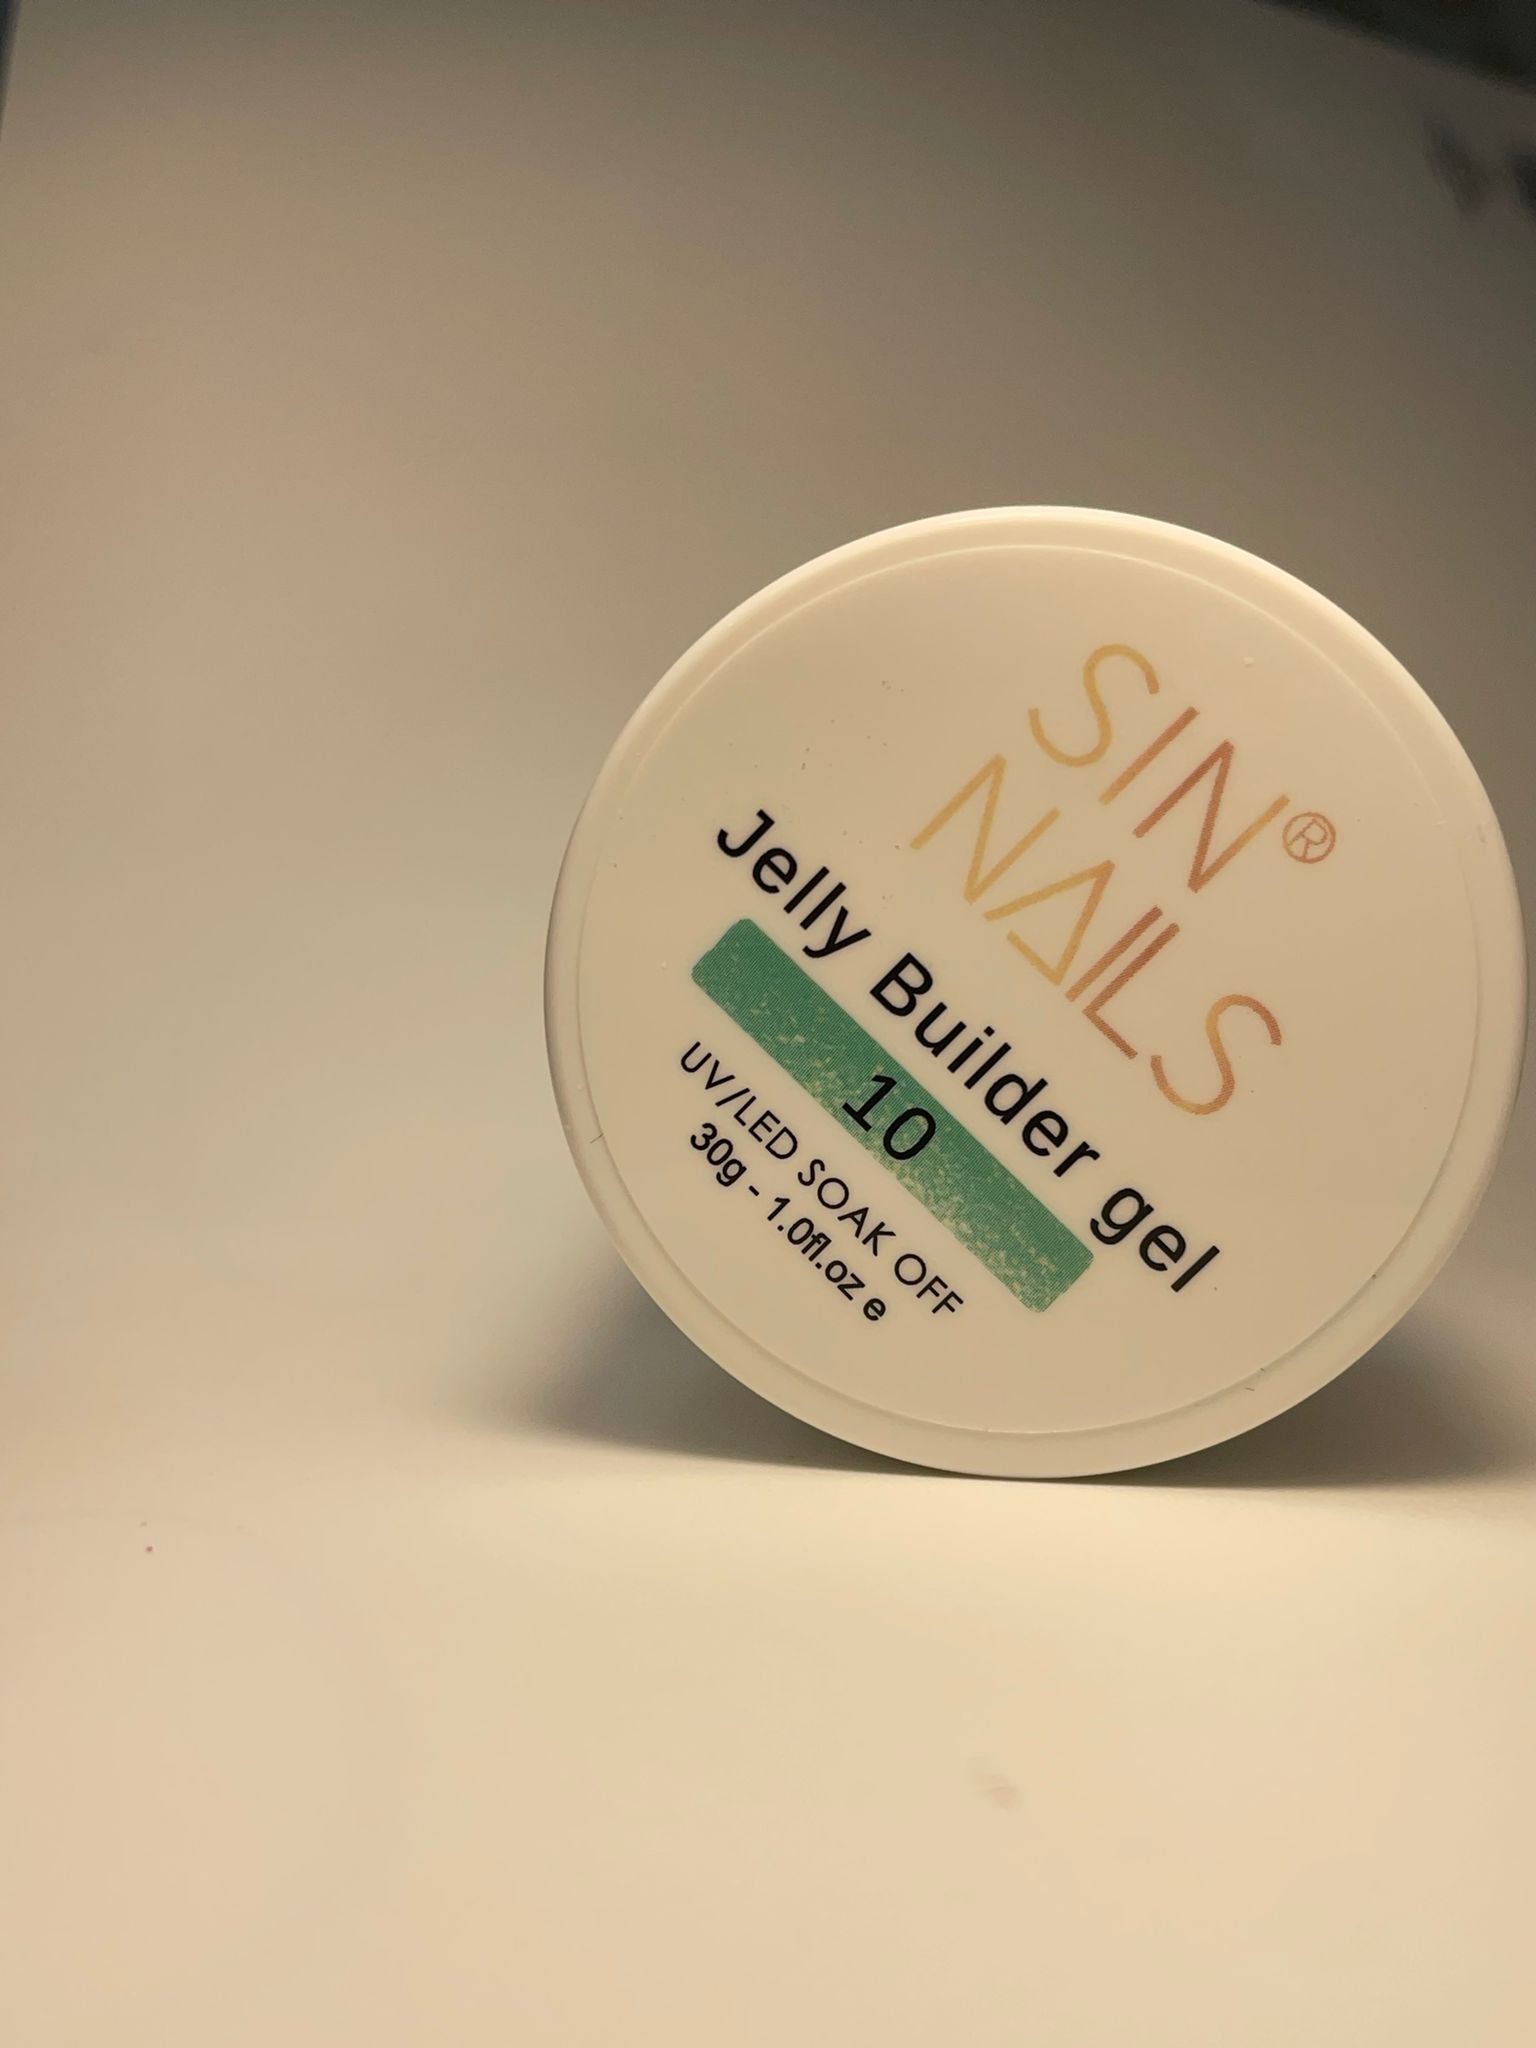 SIN®
NAILS
Jelly Builder gel
10
UV/LED SOAK OFF
30g - 1.0fl.oz e